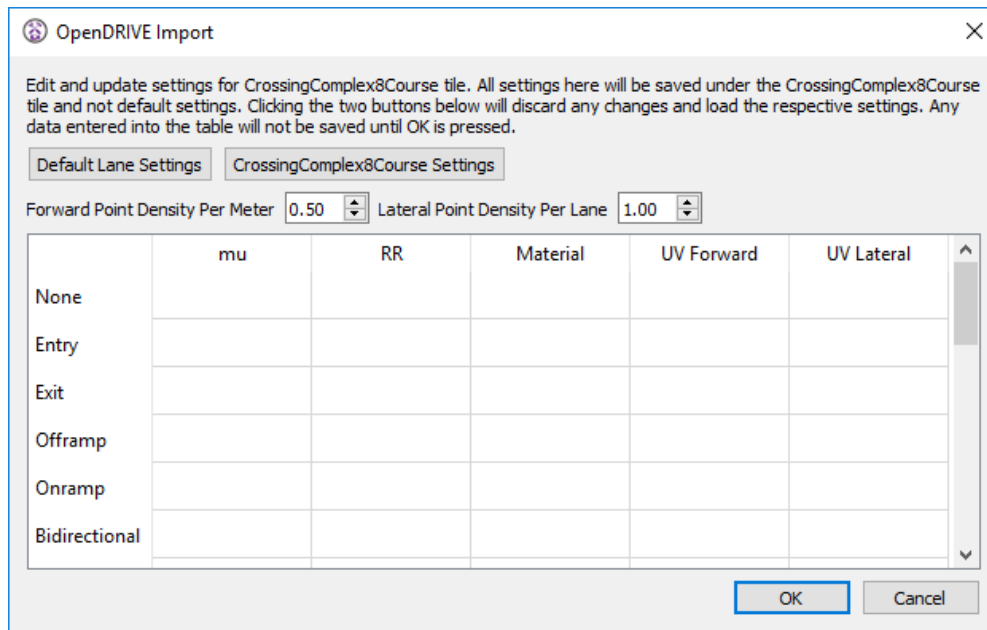 OpenDRIVE Import
Edit and update settings for CrossingComplex8Course tile. All settings here will be saved under the CrossingComplex8Course
tile and not default settings. Clicking the two buttons below will discard any changes and load the respective settings. Any
data entered into the table will not be saved until OK is pressed.
Default Lane Settings CrossingComplex8Course Settings
Forward Point Density Per Meter 0.50 Lateral Point Density Per Lane 1.00
mu RR Material UV Forward UV Lateral
None
Entry
Exit
Offramp
Onramp
Bidirectional
OK Cancel